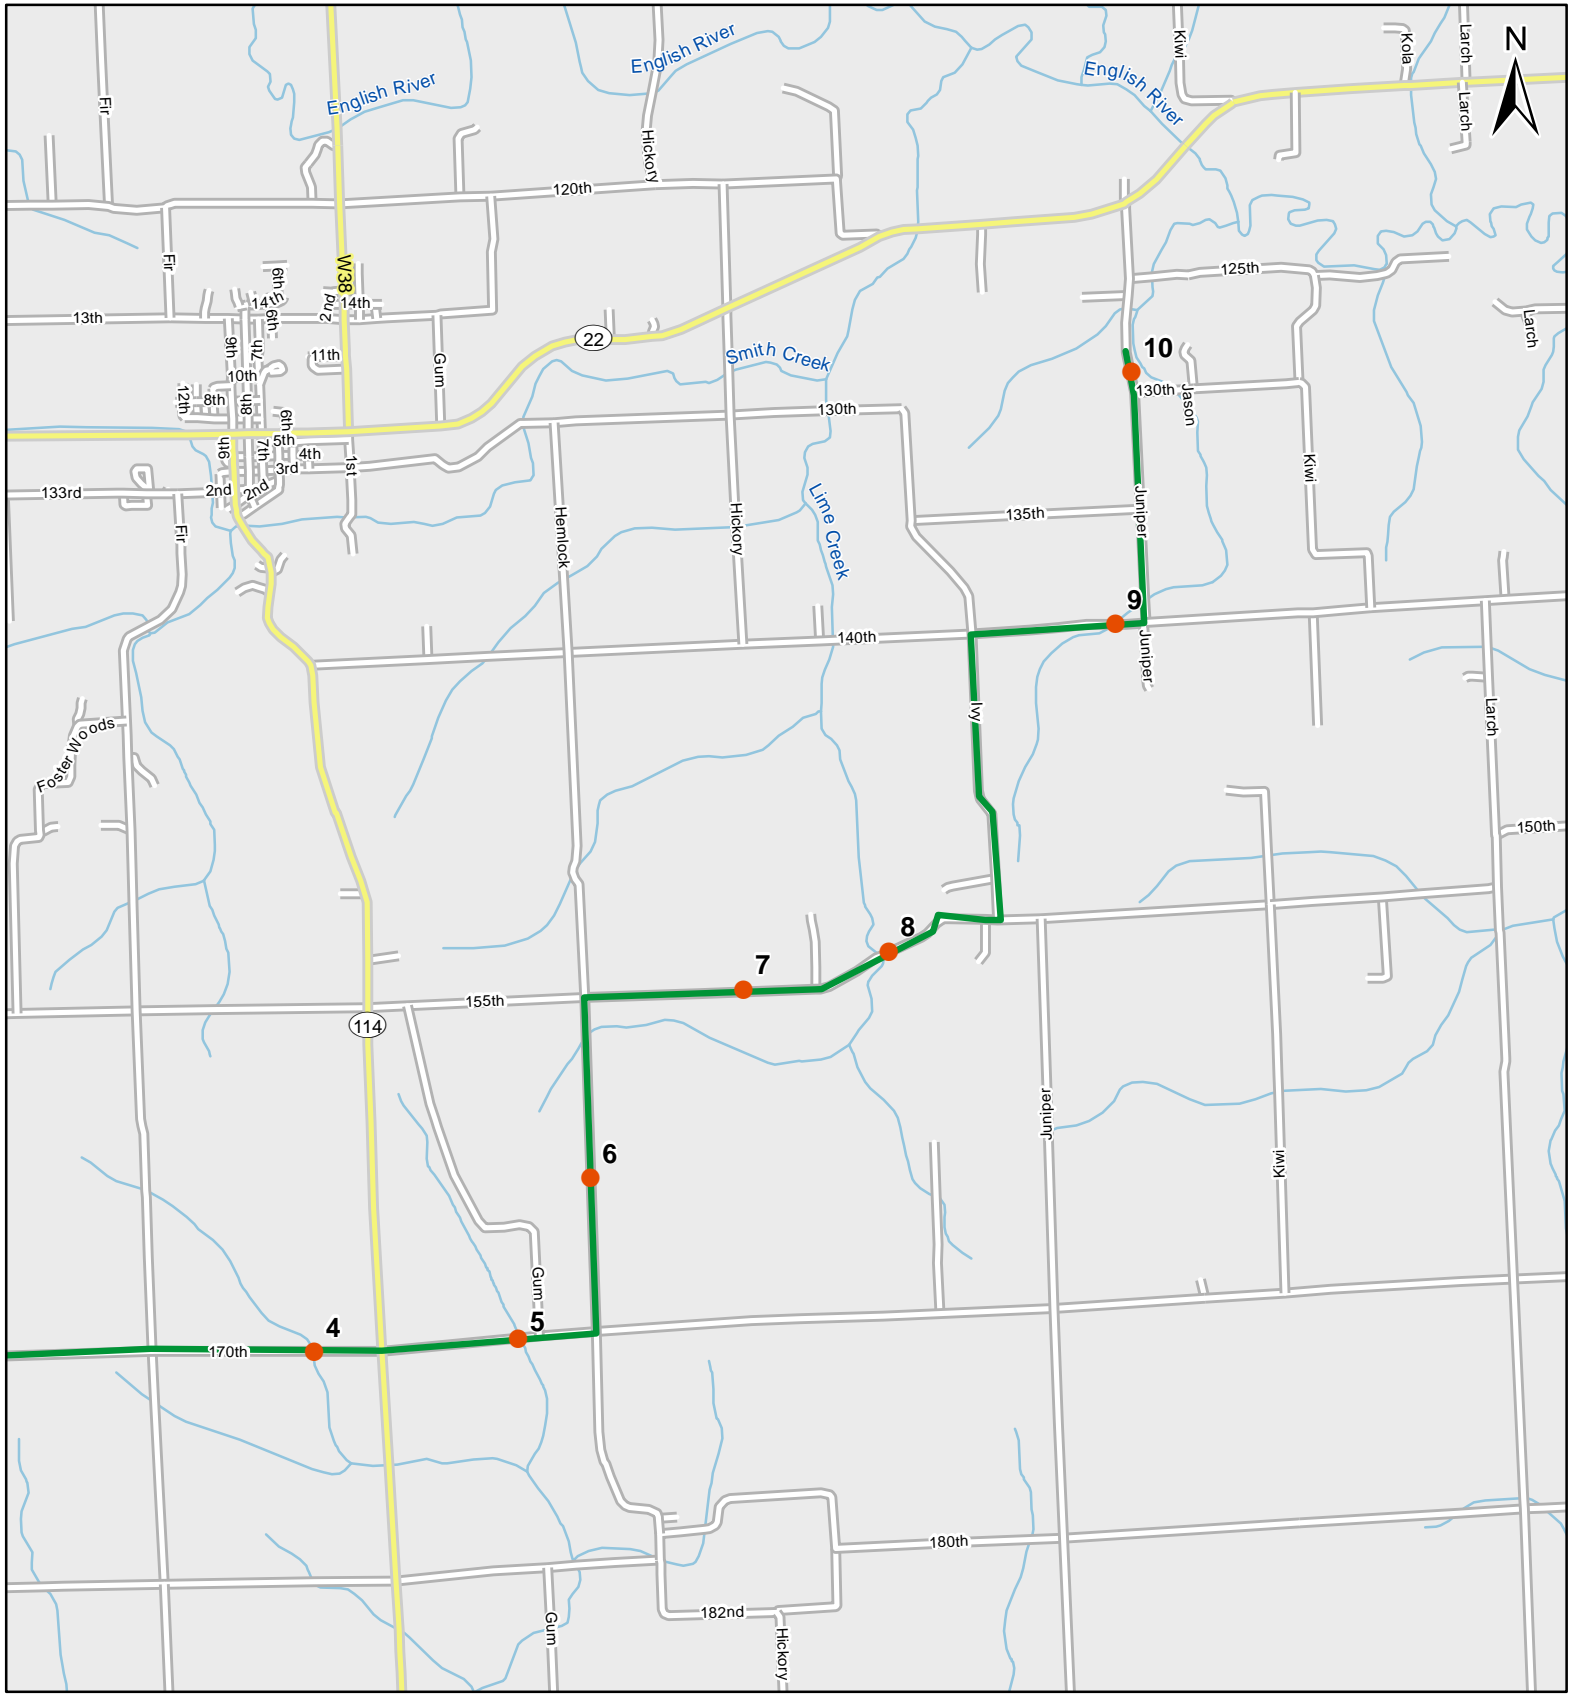 English River
English River
English River
Kiwi
Kola
Larch
N
Fir
Larch
Hickory
120th
Fir
W38
6th
125th
14th
2nd
14th
13th
6th
Larch
22
9th
7th
11th
Smith Creek
10
Gum
10th
130th
12th
8th
8th
Jason
130th
6th
9th
5th
7th
4th
1st
3rd
Kiwi
133rd
2nd
2nd
Juniper
135th
Lime Creek
Hickory
Fir
Hemlock
9
140th
Juniper
Ivy
Larch
Foster Woods
150th
8
7
155th
114
Juniper
6
Kiwi
Gum
5
4
170th
180th
182nd
Gum
Hickory